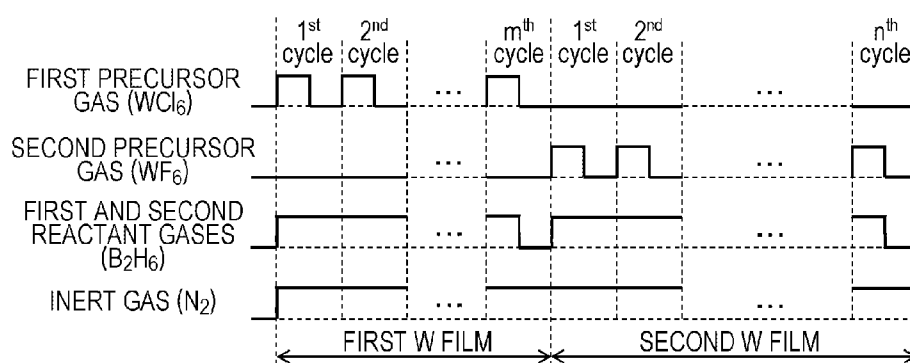 1st cycle 2nd cycle ... mth cycle 1st cycle 2nd cycle nth cycle
FIRST PRECURSOR
GAS (WCl6) ... ...
SECOND PRECURSOR
GAS (WF6) ... ...
FIRST AND SECOND
REACTANT GASES
(B2H6) ... ...
INERT GAS (N2) ... ...
FIRST W FILM SECOND W FILM